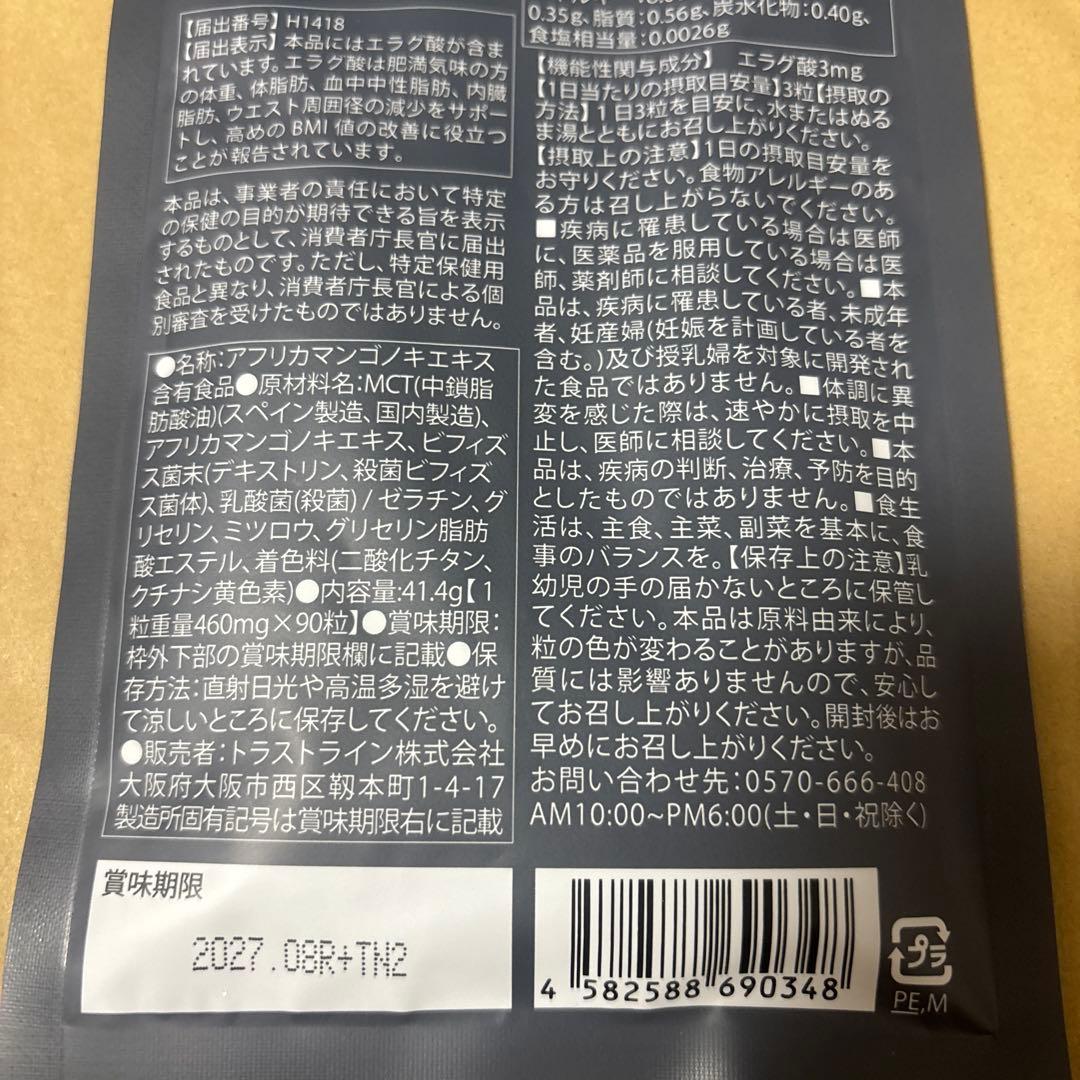 【届出番号】H1418
【届出表示】本品にはエラグ酸が含ま
れています。エラグ酸は肥満気味の方
の体重、体脂肪、血中中性脂肪、内臓
脂肪、ウエスト周囲径の減少をサポー
トし、高めのBMI値の改善に役立つ
ことが報告されています。
本品は、事業者の責任において特定
の保健の目的が期待できる旨を表示
するものとして、消費者庁長官に届出
されたものです。ただし、特定保健用
食品と異なり、消費者庁長官による個
別審査を受けたものではありません。
●名称:アフリカマンゴノキエキス
含有食品●原材料名:MCT(中鎖脂
肪酸油)(スペイン製造、国内製造)、
アフリカマンゴノキエキス、ビフィズ
ス菌末(デキストリン、殺菌ビフィズ
ス菌体)、乳酸菌(殺菌) / ゼラチン、グ
リセリン、ミツロウ、グリセリン脂肪
酸エステル、着色料(二酸化チタン、
クチナシ黄色素)●内容量:41.4g【1
粒重量460mg×90粒】●賞味期限:
枠外下部の賞味期限欄に記載●保
存方法:直射日光や高温多湿を避け
て涼しいところに保存してください。
●販売者:トラストライン株式会社
大阪府大阪市西区靱本町1-4-17
製造所固有記号は賞味期限右に記載
賞味期限
2027.08R+TN2
0.35g、脂質:0.56g、炭水化物:0.40g、
食塩相当量:0.0026g
【機能性関与成分】 エラグ酸3mg
【1日当たりの摂取目安量】3粒【摂取の
方法】1日3粒を目安に、水またはぬる
ま湯とともにお召し上がりください。
【摂取上の注意】1日の摂取目安量を
お守りください。食物アレルギーのあ
る方は召し上がらないでください。
■疾病に罹患している場合は医師
に、医薬品を服用している場合は医
師、薬剤師に相談してください。■本
品は、疾病に罹患している者、未成年
者、妊産婦(妊娠を計画している者を
含む。)及び授乳婦を対象に開発され
た食品ではありません。■体調に異
変を感じた際は、速やかに摂取を中
止し、医師に相談してください。■本
品は、疾病の判断、治療、予防を目的
としたものではありません。■食生
活は、主食、主菜、副菜を基本に、食
事のバランスを。【保存上の注意】乳
幼児の手の届かないところに保管し
てください。本品は原料由来により、
粒の色が変わることがありますが、品
質には影響ありませんので、安心し
てお召し上がりください。開封後はお
早めにお召し上がりください。
お問い合わせ先:0570-666-408
AM10:00~PM6:00(土・日・祝除く)
4 582588 690348
プラ
PE,M